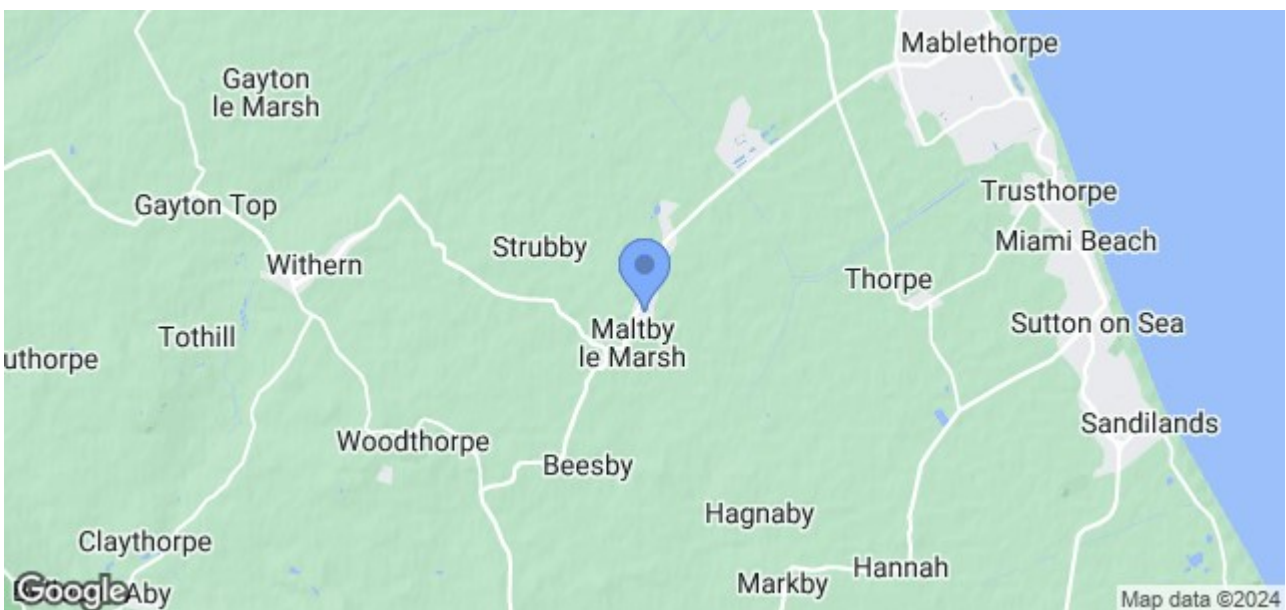 Mablethorpe
Gayton
le Marsh
Trusthorpe
Gayton Top
Miami Beach
Strubby
Withern
Thorpe
Sutton on Sea
Maltby
le Marsh
Tothill
uthorpe
Sandilands
Woodthorpe
Beesby
Hagnaby
Claythorpe
Hannah
Markby
Google
Aby
Map data ©2024